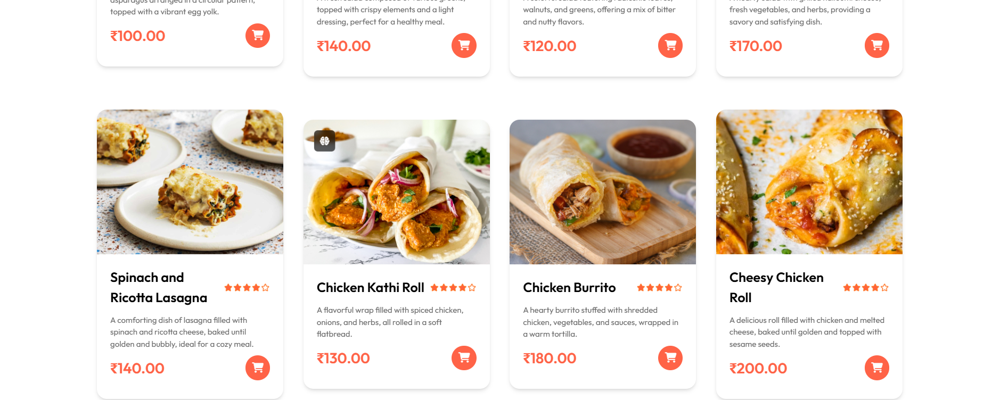 topped with a vibrant egg yolk.
₹100.00
topped with crispy elements and a light
dressing, perfect for a healthy meal.
₹140.00
walnuts, and greens, offering a mix of bitter
and nutty flavors.
₹120.00
fresh vegetables, and herbs, providing a
savory and satisfying dish.
₹170.00
Spinach and
Ricotta Lasagna
A comforting dish of lasagna filled with
spinach and ricotta cheese, baked until
golden and bubbly, ideal for a cozy meal.
₹140.00
Chicken Kathi Roll
A flavorful wrap filled with spiced chicken,
onions, and herbs, all rolled in a soft
flatbread.
₹130.00
Chicken Burrito
A hearty burrito stuffed with shredded
chicken, vegetables, and sauces, wrapped in
a warm tortilla.
₹180.00
Cheesy Chicken
Roll
A delicious roll filled with chicken and melted
cheese, baked until golden and topped with
sesame seeds.
₹200.00